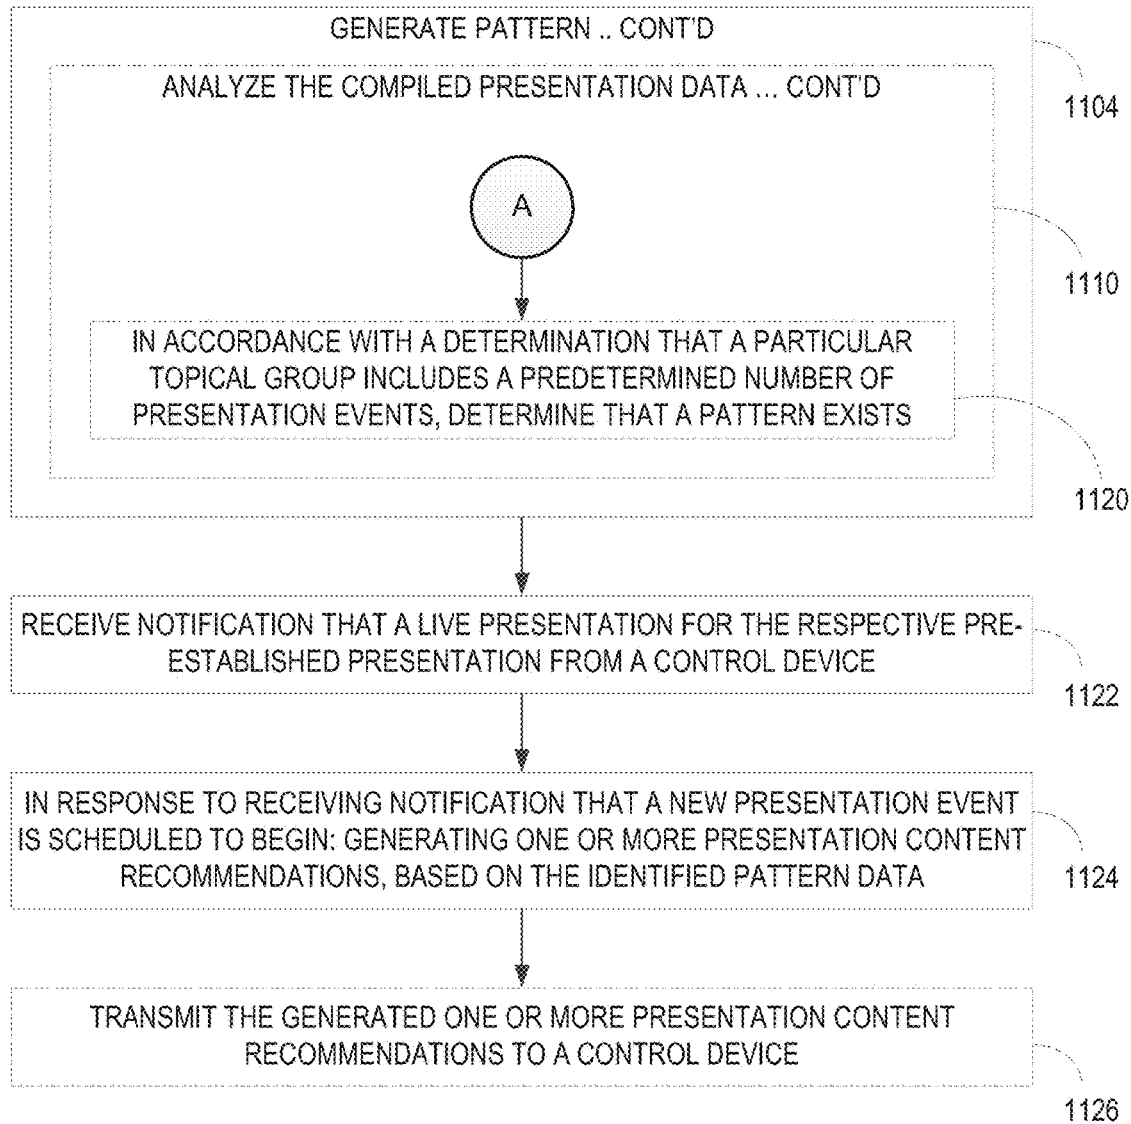 GENERATE PATTERN .. CONT'D
1104
ANALYZE THE COMPILED PRESENTATION DATA ... CONT'D
A
1110
IN ACCORDANCE WITH A DETERMINATION THAT A PARTICULAR
TOPICAL GROUP INCLUDES A PREDETERMINED NUMBER OF
PRESENTATION EVENTS, DETERMINE THAT A PATTERN EXISTS
1120
RECEIVE NOTIFICATION THAT A LIVE PRESENTATION FOR THE RESPECTIVE PRE-
ESTABLISHED PRESENTATION FROM A CONTROL DEVICE
1122
IN RESPONSE TO RECEIVING NOTIFICATION THAT A NEW PRESENTATION EVENT
IS SCHEDULED TO BEGIN: GENERATING ONE OR MORE PRESENTATION CONTENT
RECOMMENDATIONS, BASED ON THE IDENTIFIED PATTERN DATA
1124
TRANSMIT THE GENERATED ONE OR MORE PRESENTATION CONTENT
RECOMMENDATIONS TO A CONTROL DEVICE
1126